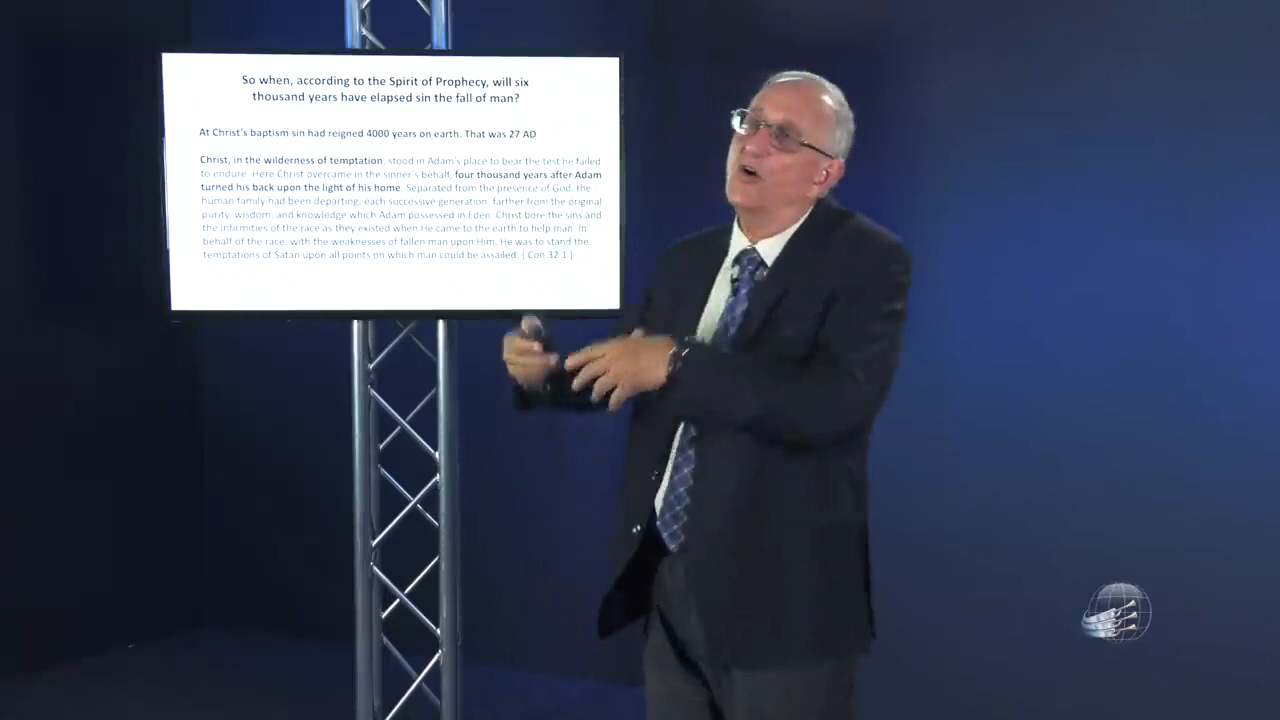 So when, according to the Spirit of Prophecy, will six
thousand years have elapsed sin the fall of man?
At Christ's baptism sin had reigned 4000 years on earth. That was 27 AD
Christ, in the wilderness of temptation, stood in Adam's place to bear the test he failed
to endure. Here Christ overcame in the sinner's behalf, four thousand years after Adam
turned his back upon the light of his home. Separated from the presence of God, the
human family had been departing, each successive generation, farther from the original
purity, wisdom, and knowledge which Adam possessed in Eden. Christ bore the sins and
the infirmities of the race as they existed when He came to the earth to help man. In
behalf of the race, with the weaknesses of fallen man upon Him, He was to stand the
temptations of Satan upon all points on which man could be assailed. { Con 32.1 }